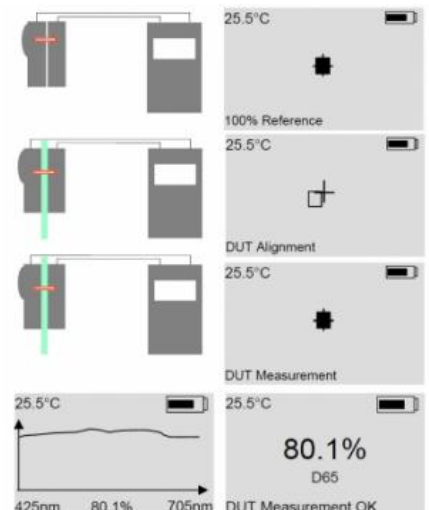 25.5°C
100% Reference
25.5°C
DUT Alignment
25.5°C
DUT Measurement
25.5°C
425nm 80.1% 705nm
25.5°C
80.1%
D65
DUT Measurement OK